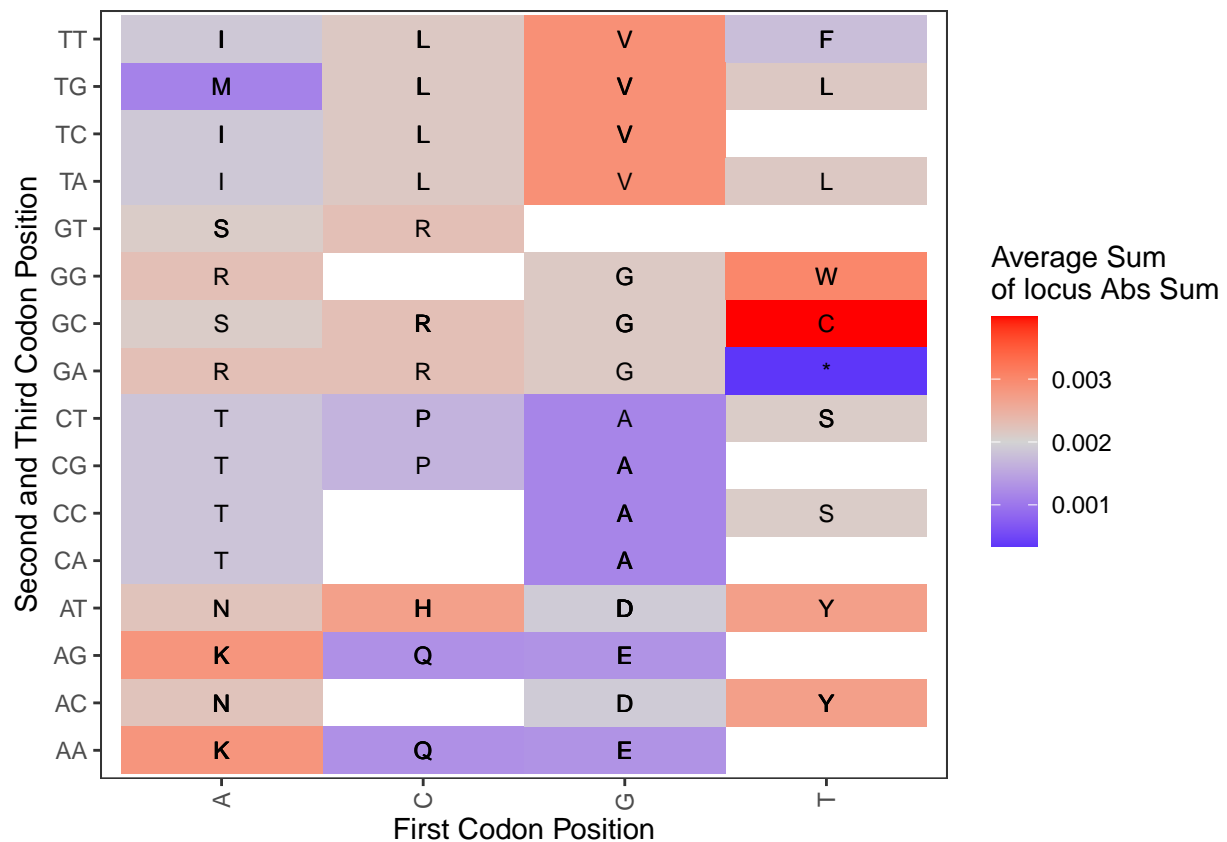 TT I L V F
TG M L V L
TC I L V
TA I L V L
GT S R
GG R G W
GC S R G C
GA R R G *
CT T P A S
CG T P A
CC T A S
CA T A
AT N H D Y
AG K Q E
AC N D Y
AA K Q E
A C G T
First Codon Position
Second and Third Codon Position
Average Sum
of locus Abs Sum
0.003
0.002
0.001